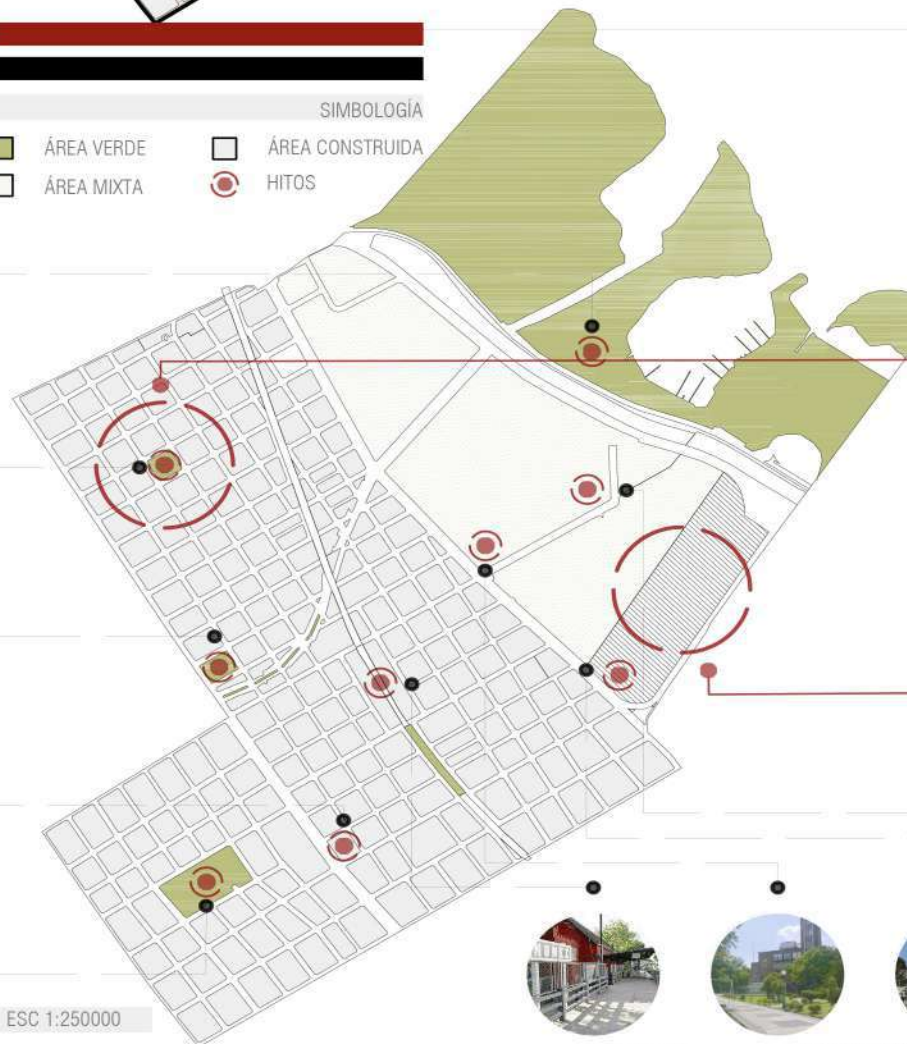 SIMBOLOGÍA
ÁREA VERDE
ÁREA CONSTRUIDA
ÁREA MIXTA
HITOS
ESC 1:250000